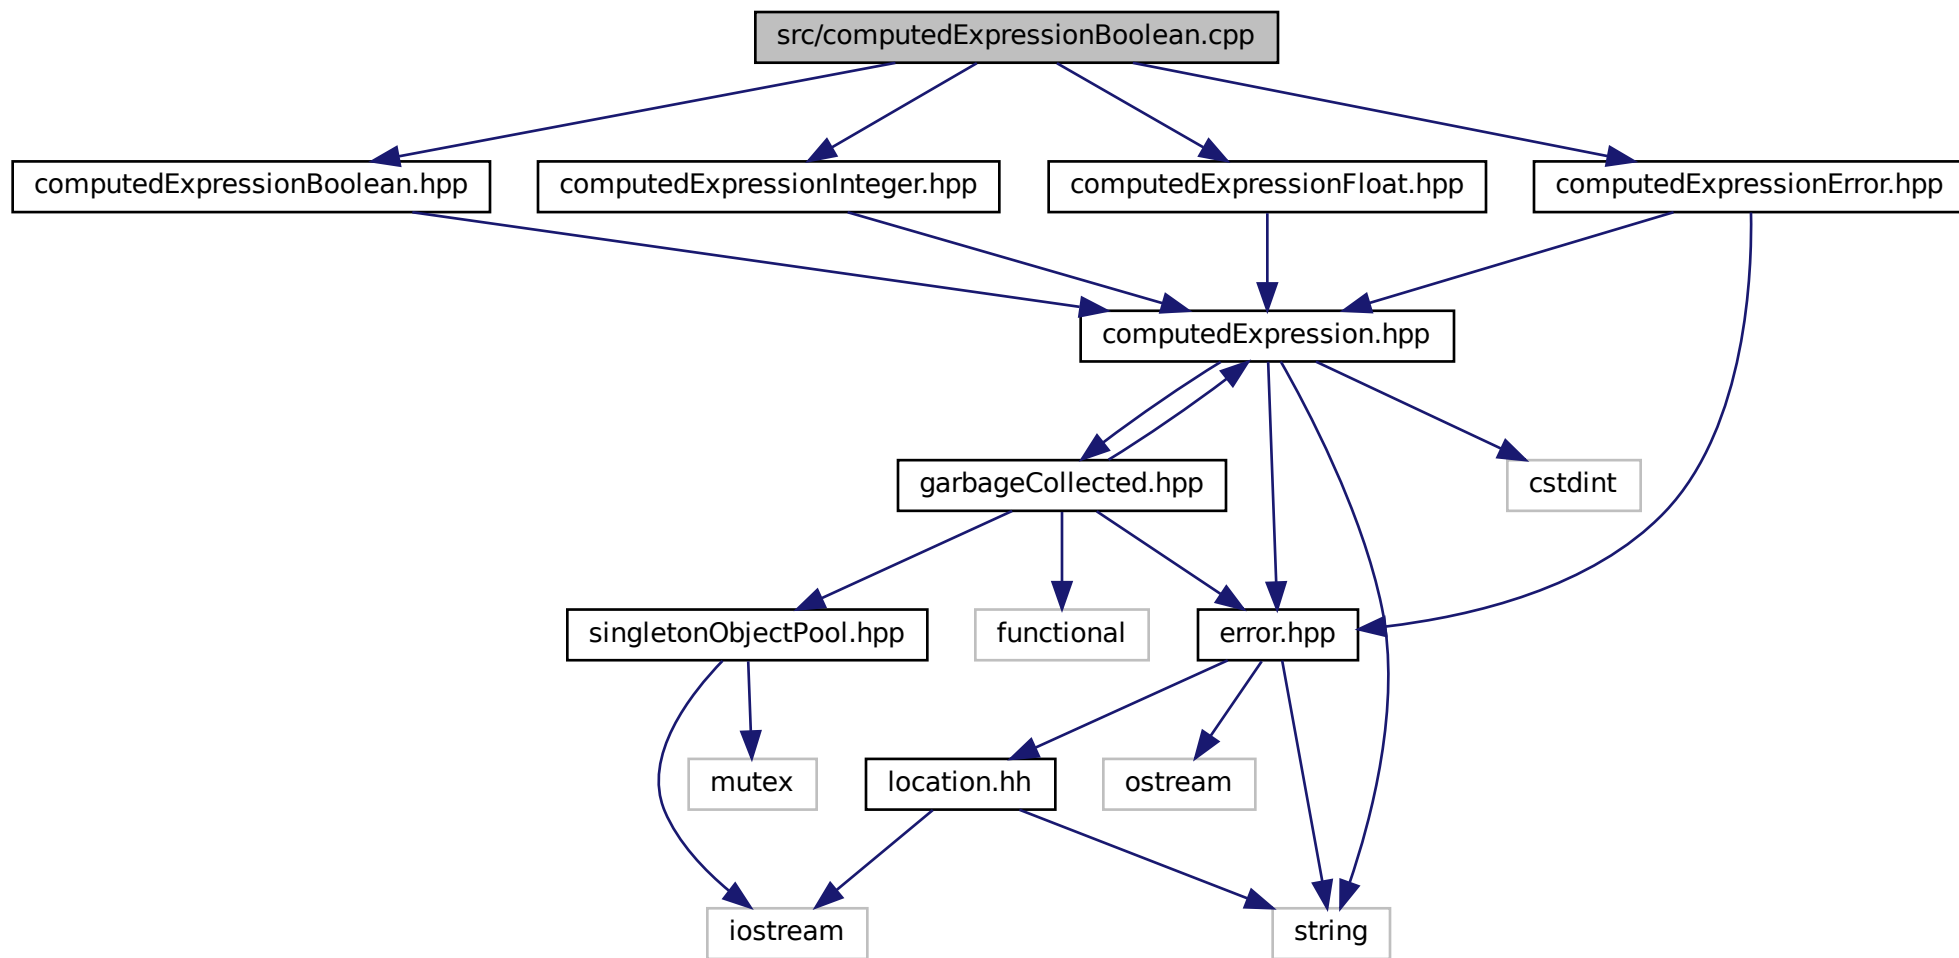 src/computedExpressionBoolean.cpp
computedExpressionBoolean.hpp
computedExpressionInteger.hpp
computedExpressionFloat.hpp
computedExpressionError.hpp
computedExpression.hpp
garbageCollected.hpp
cstdint
singletonObjectPool.hpp
functional
error.hpp
mutex
location.hh
ostream
iostream
string